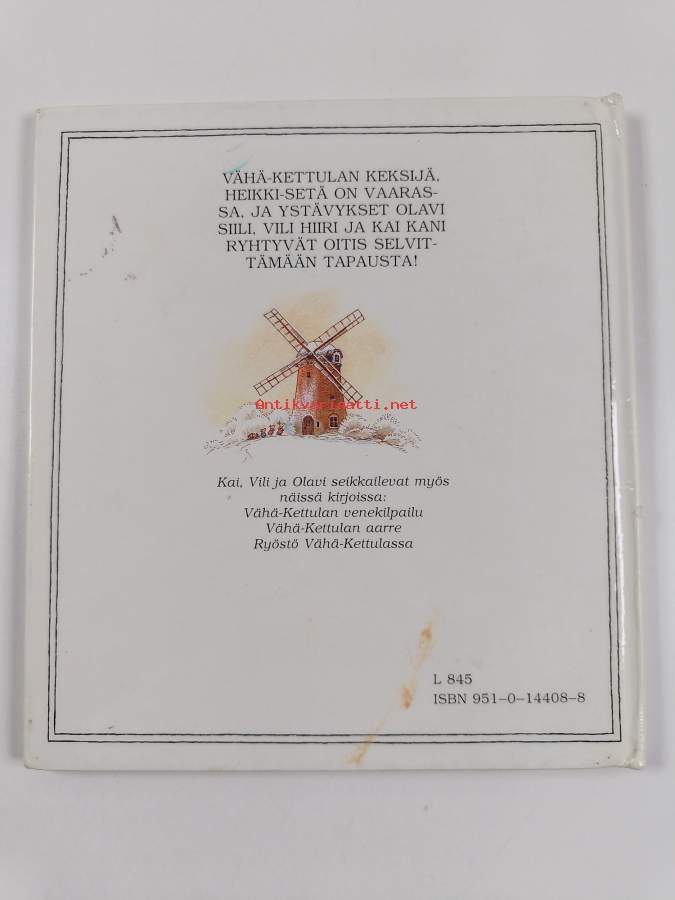 VÄHÄ-KETTULAN KEKSIJÄ,
HEIKKI-SETÄ ON VAARAS-
SA, JA YSTÄVYKSET OLAVI
SIILI, VILI HIIRI JA KAI KANI
RYHTYVÄT OITIS SELVIT-
TÄMÄÄN TAPAUSTA!
Antikvariaatti.net
Kai, Vili ja Olavi seikkailevat myös
näissä kirjoissa:
Vähä-Kettulan venekilpailu
Vähä-Kettulan aarre
Ryöstö Vähä-Kettulassa
L 845
ISBN 951-0-14408-8